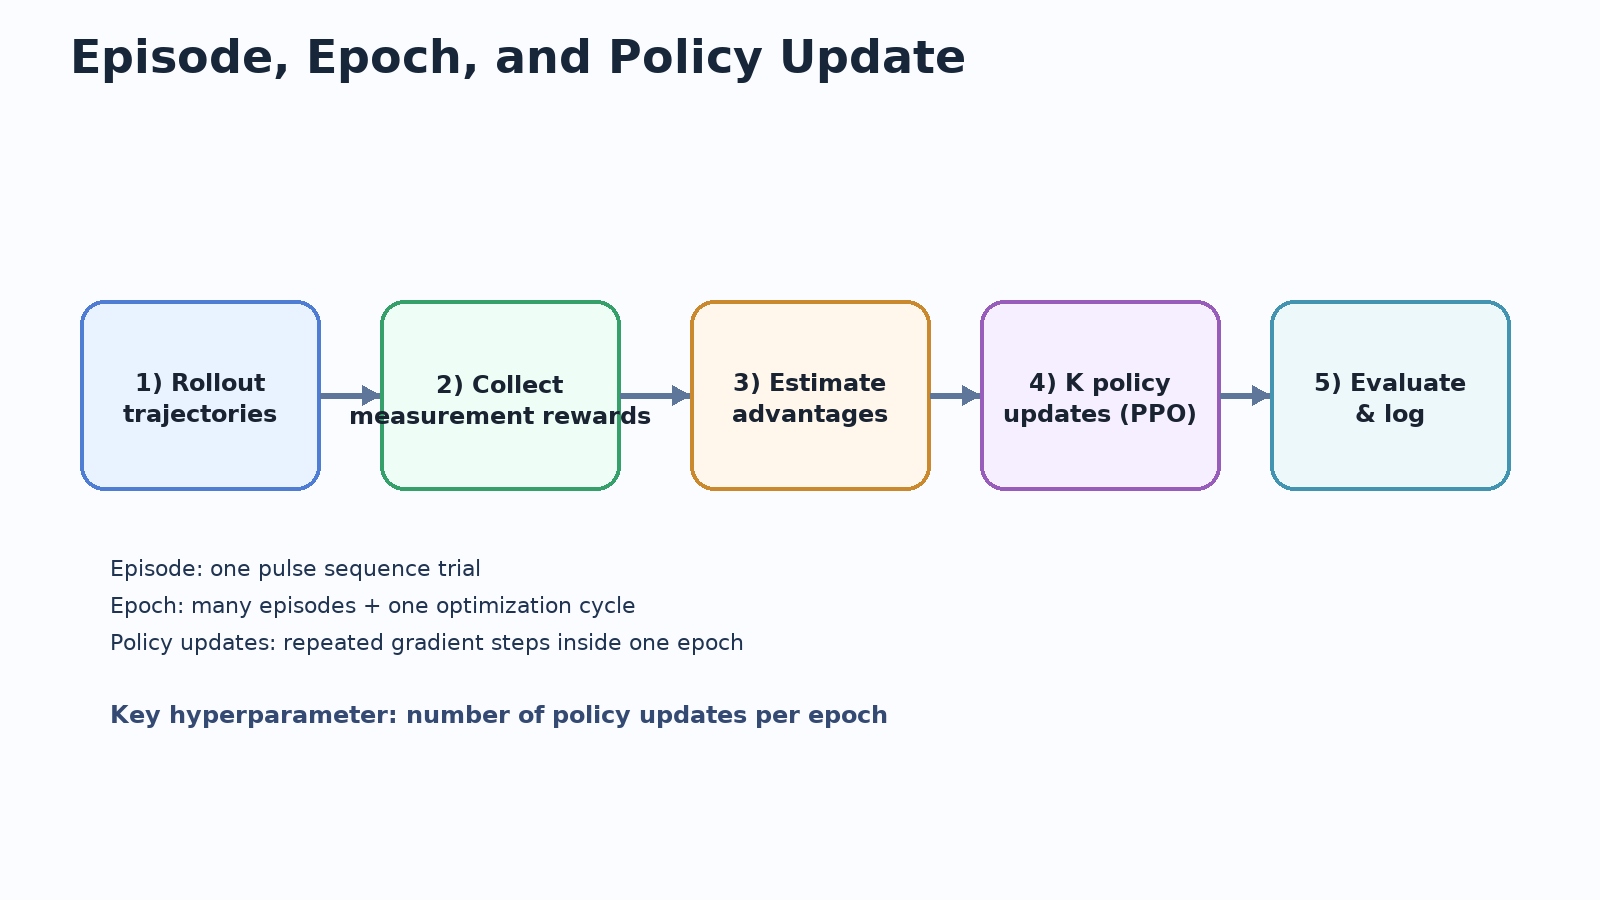 Episode, Epoch, and Policy Update
1) Rollout
trajectories
2) Collect
measurement rewards
3) Estimate
advantages
4) K policy
updates (PPO)
5) Evaluate
& log
Episode: one pulse sequence trial
Epoch: many episodes + one optimization cycle
Policy updates: repeated gradient steps inside one epoch
Key hyperparameter: number of policy updates per epoch